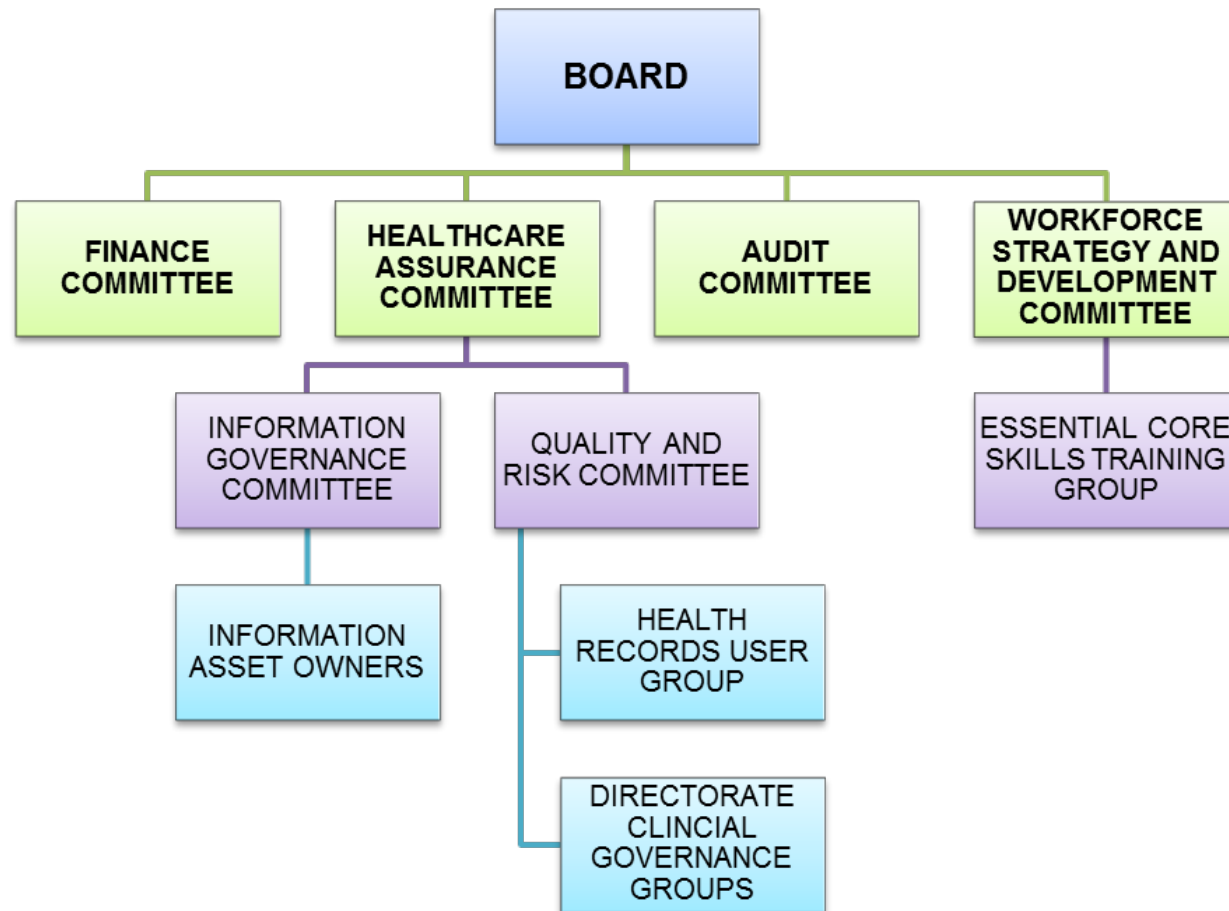 BOARD
FINANCE
COMMITTEE
HEALTHCARE
ASSURANCE
COMMITTEE
AUDIT
COMMITTEE
WORKFORCE
STRATEGY AND
DEVELOPMENT
COMMITTEE
INFORMATION
GOVERNANCE
COMMITTEE
QUALITY AND
RISK COMMITTEE
ESSENTIAL CORE
SKILLS TRAINING
GROUP
INFORMATION
ASSET OWNERS
HEALTH
RECORDS USER
GROUP
DIRECTORATE
CLINCIAL
GOVERNANCE
GROUPS